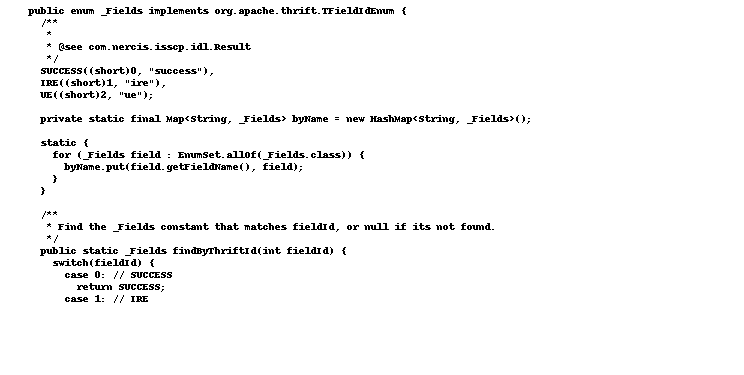 public enum _Fields implements org.apache.thrift.TFieldIdEnum {
/**
*
* @see com.nercis.isscp.idl.Result
*/
SUCCESS((short)0, "success"),
IRE((short)1, "ire"),
UE((short)2, "ue");
private static final Map<String, _Fields> byName = new HashMap<String, _Fields>();
static {
for (_Fields field : EnumSet.allOf(_Fields.class)) {
byName.put(field.getFieldName(), field);
}
}
/**
* Find the _Fields constant that matches fieldId, or null if its not found.
*/
public static _Fields findByThriftId(int fieldId) {
switch(fieldId) {
case 0: // SUCCESS
return SUCCESS;
case 1: // IRE